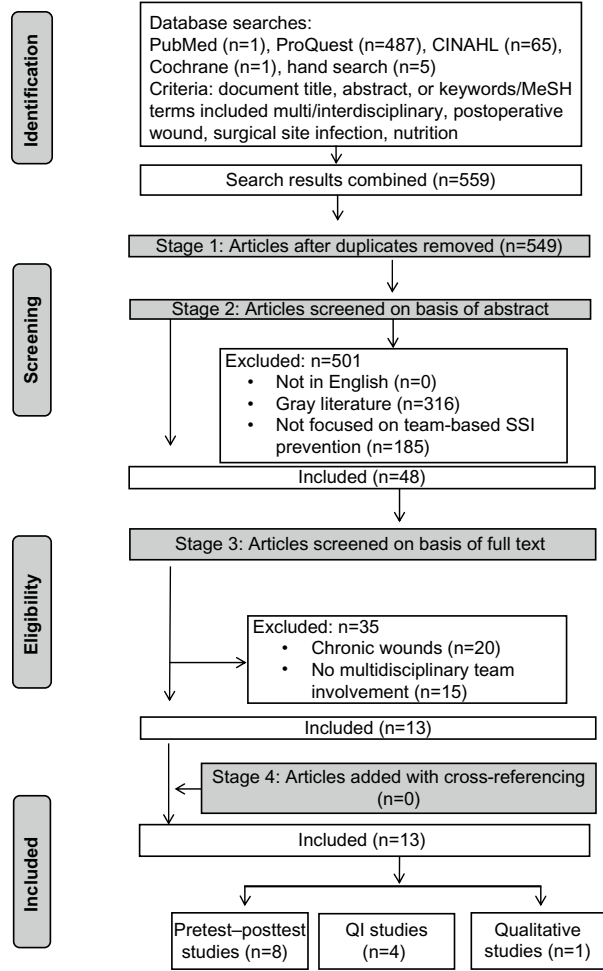 Identification
Database searches:
PubMed (n=1), ProQuest (n=487), CINAHL (n=65),
Cochrane (n=1), hand search (n=5)
Criteria: document title, abstract, or keywords/MeSH
terms included multi/interdisciplinary, postoperative
wound, surgical site infection, nutrition
Search results combined (n=559)
Stage 1: Articles after duplicates removed (n=549)
Screening
Stage 2: Articles screened on basis of abstract
Excluded: n=501
• Not in English (n=0)
• Gray literature (n=316)
• Not focused on team-based SSI
prevention (n=185)
Included (n=48)
Eligibility
Stage 3: Articles screened on basis of full text
Excluded: n=35
• Chronic wounds (n=20)
• No multidisciplinary team
involvement (n=15)
Included (n=13)
Included
Stage 4: Articles added with cross-referencing
(n=0)
Included (n=13)
Pretest–posttest
studies (n=8)
QI studies
(n=4)
Qualitative
studies (n=1)